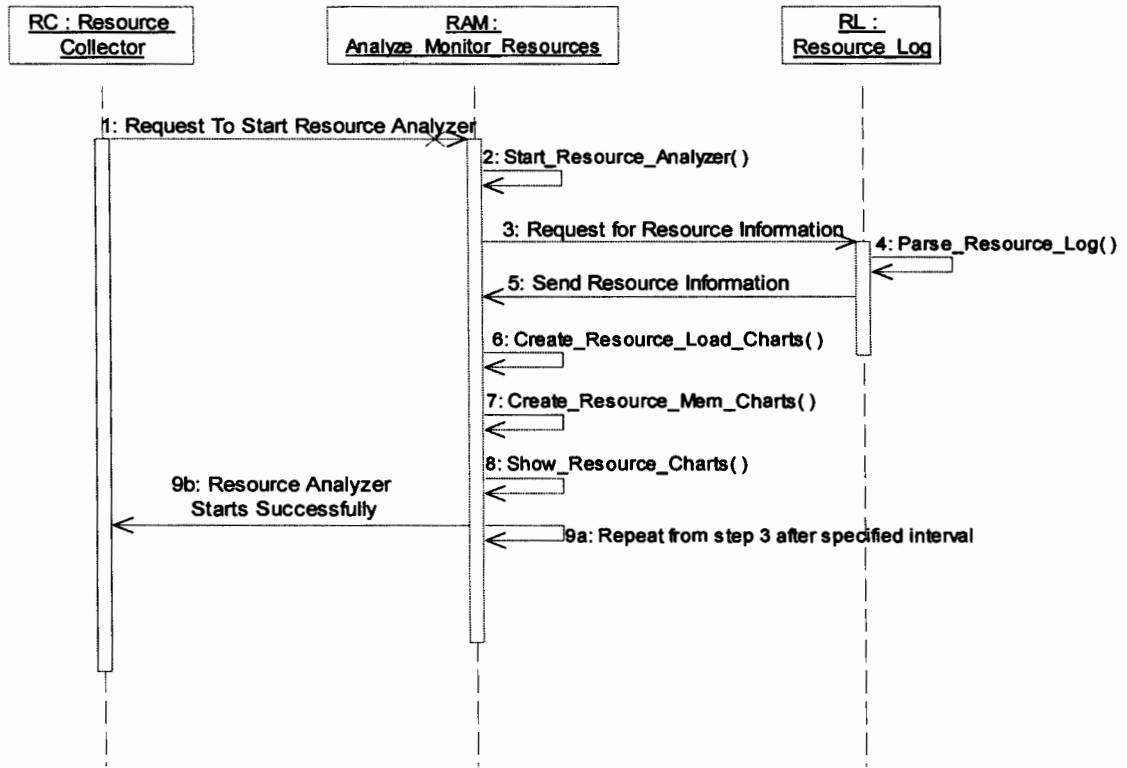 RC : Resource
Collector
RAM :
Analyze_Monitor_Resources
RL :
Resource_Log
1: Request To Start Resource Analyzer
2: Start_Resource_Analyzer( )
3: Request for Resource Information
4: Parse_Resource_Log( )
5: Send Resource Information
6: Create_Resource_Load_Charts( )
7: Create_Resource_Mem_Charts( )
8: Show_Resource_Charts( )
9b: Resource Analyzer
Starts Successfully
9a: Repeat from step 3 after specified interval